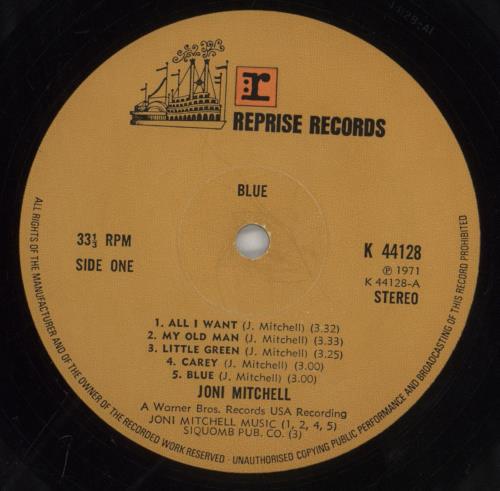 14128-A1
r
REPRISE RECORDS
BLUE
33⅓ RPM
SIDE ONE
K 44128
℗ 1971
K 44128-A
STEREO
1. ALL I WANT (J. Mitchell) (3.32)
2. MY OLD MAN (J. Mitchell) (3.33)
3. LITTLE GREEN (J. Mitchell) (3.25)
4. CAREY (J. Mitchell) (3.00)
5. BLUE (J. Mitchell) (3.00)
JONI MITCHELL
A Warner Bros. Records USA Recording
JONI MITCHELL MUSIC (1, 2, 4, 5)
SIQUOMB PUB. CO. (3)
ALL RIGHTS OF THE MANUFACTURER AND OF THE OWNER OF THE RECORDED WORK RESERVED · UNAUTHORISED COPYING PUBLIC PERFORMANCE AND BROADCASTING OF THIS RECORD PROHIBITED